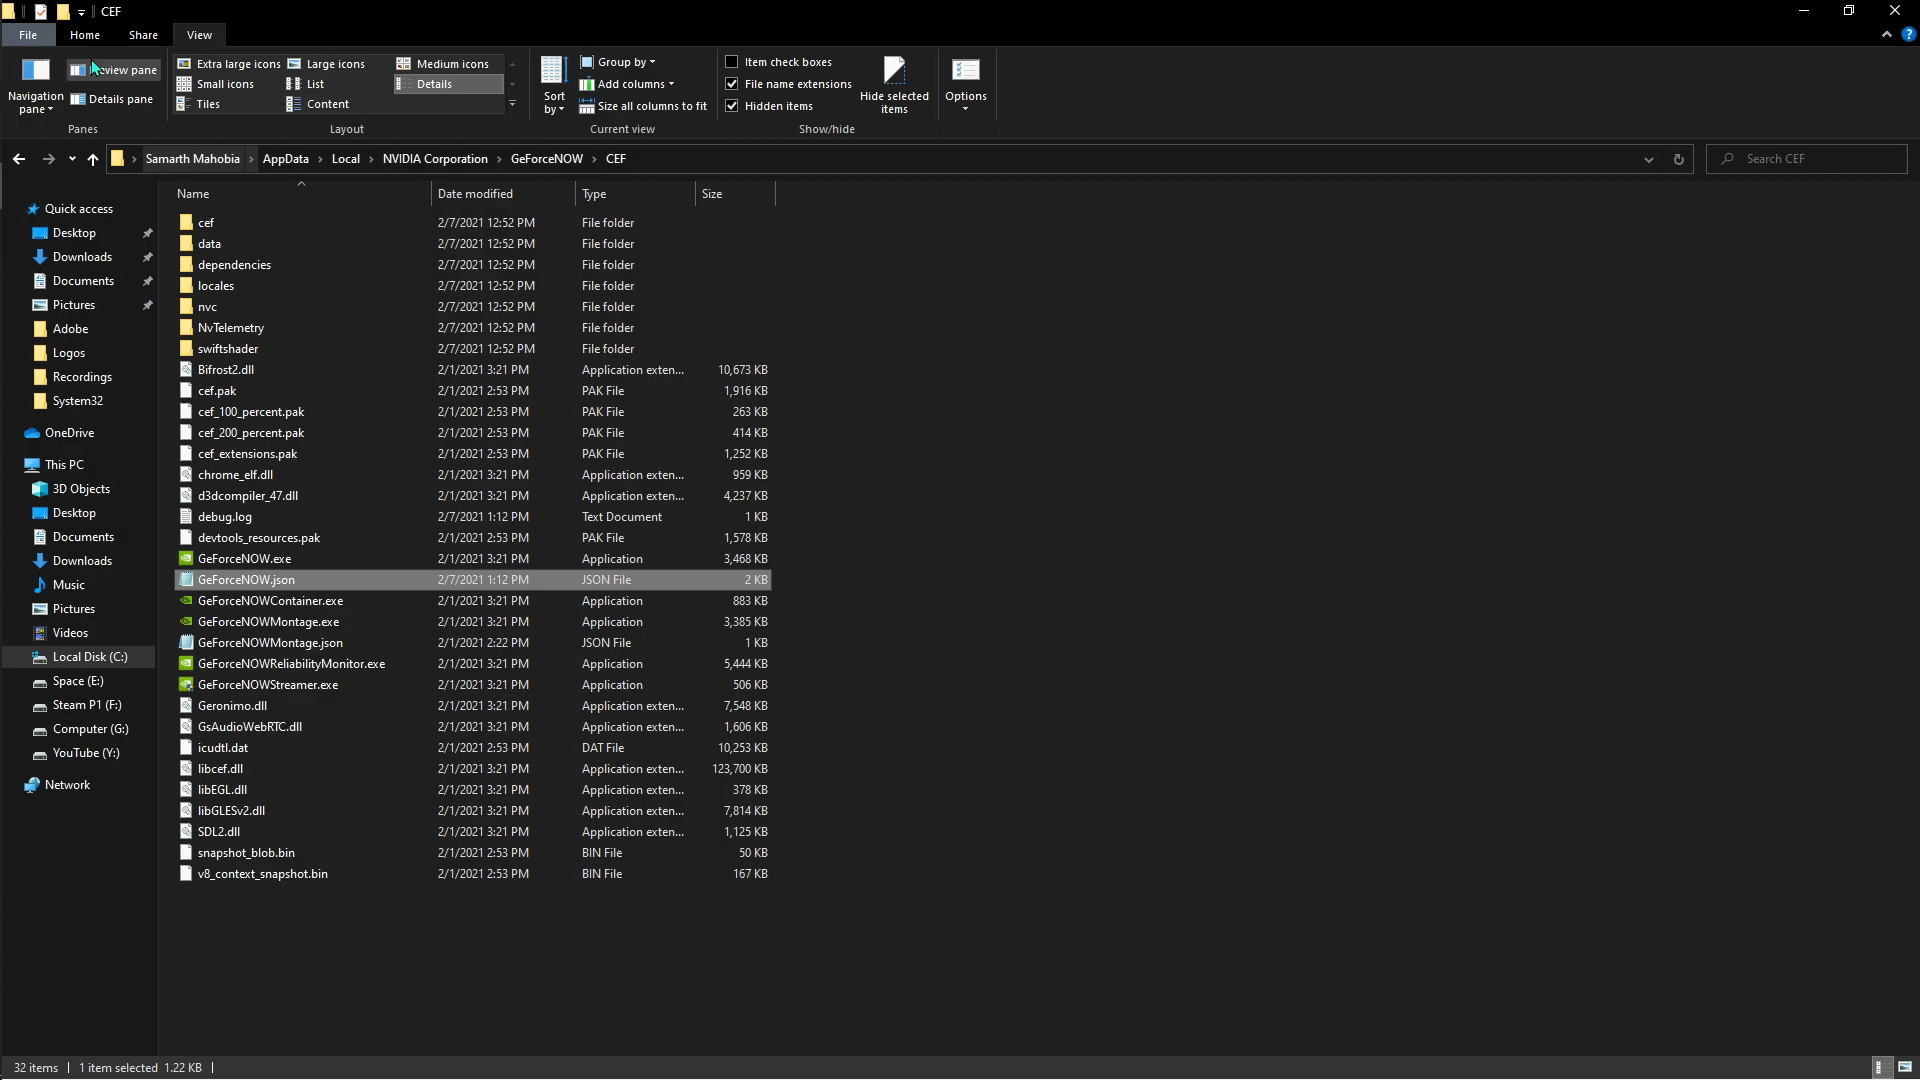 CEF
File Home Share View
Navigation pane
Preview pane
Details pane
Panes
Extra large icons Large icons Medium icons
Small icons List Details
Tiles Content
Layout
Sort by
Group by
Add columns
Size all columns to fit
Current view
Item check boxes
File name extensions
Hidden items
Hide selected items
Show/hide
Options
Samarth Mahobia AppData Local NVIDIA Corporation GeForceNOW CEF
Search CEF
Quick access
Desktop
Downloads
Documents
Pictures
Adobe
Logos
Recordings
System32
OneDrive
This PC
3D Objects
Desktop
Documents
Downloads
Music
Pictures
Videos
Local Disk (C:)
Space (E:)
Steam P1 (F:)
Computer (G:)
YouTube (Y:)
Network
Name Date modified Type Size
cef 2/7/2021 12:52 PM File folder
data 2/7/2021 12:52 PM File folder
dependencies 2/7/2021 12:52 PM File folder
locales 2/7/2021 12:52 PM File folder
nvc 2/7/2021 12:52 PM File folder
NvTelemetry 2/7/2021 12:52 PM File folder
swiftshader 2/7/2021 12:52 PM File folder
Bifrost2.dll 2/1/2021 3:21 PM Application exten... 10,673 KB
cef.pak 2/1/2021 2:53 PM PAK File 1,916 KB
cef_100_percent.pak 2/1/2021 2:53 PM PAK File 263 KB
cef_200_percent.pak 2/1/2021 2:53 PM PAK File 414 KB
cef_extensions.pak 2/1/2021 2:53 PM PAK File 1,252 KB
chrome_elf.dll 2/1/2021 3:21 PM Application exten... 959 KB
d3dcompiler_47.dll 2/1/2021 3:21 PM Application exten... 4,237 KB
debug.log 2/7/2021 1:12 PM Text Document 1 KB
devtools_resources.pak 2/1/2021 2:53 PM PAK File 1,578 KB
GeForceNOW.exe 2/1/2021 3:21 PM Application 3,468 KB
GeForceNOW.json 2/7/2021 1:12 PM JSON File 2 KB
GeForceNOWContainer.exe 2/1/2021 3:21 PM Application 883 KB
GeForceNOWMontage.exe 2/1/2021 3:21 PM Application 3,385 KB
GeForceNOWMontage.json 2/1/2021 2:22 PM JSON File 1 KB
GeForceNOWReliabilityMonitor.exe 2/1/2021 3:21 PM Application 5,444 KB
GeForceNOWStreamer.exe 2/1/2021 3:21 PM Application 506 KB
Geronimo.dll 2/1/2021 3:21 PM Application exten... 7,548 KB
GsAudioWebRTC.dll 2/1/2021 3:21 PM Application exten... 1,606 KB
icudtl.dat 2/1/2021 2:53 PM DAT File 10,253 KB
libcef.dll 2/1/2021 3:21 PM Application exten... 123,700 KB
libEGL.dll 2/1/2021 3:21 PM Application exten... 378 KB
libGLESv2.dll 2/1/2021 3:21 PM Application exten... 7,814 KB
SDL2.dll 2/1/2021 3:21 PM Application exten... 1,125 KB
snapshot_blob.bin 2/1/2021 2:53 PM BIN File 50 KB
v8_context_snapshot.bin 2/1/2021 2:53 PM BIN File 167 KB
32 items 1 item selected 1.22 KB